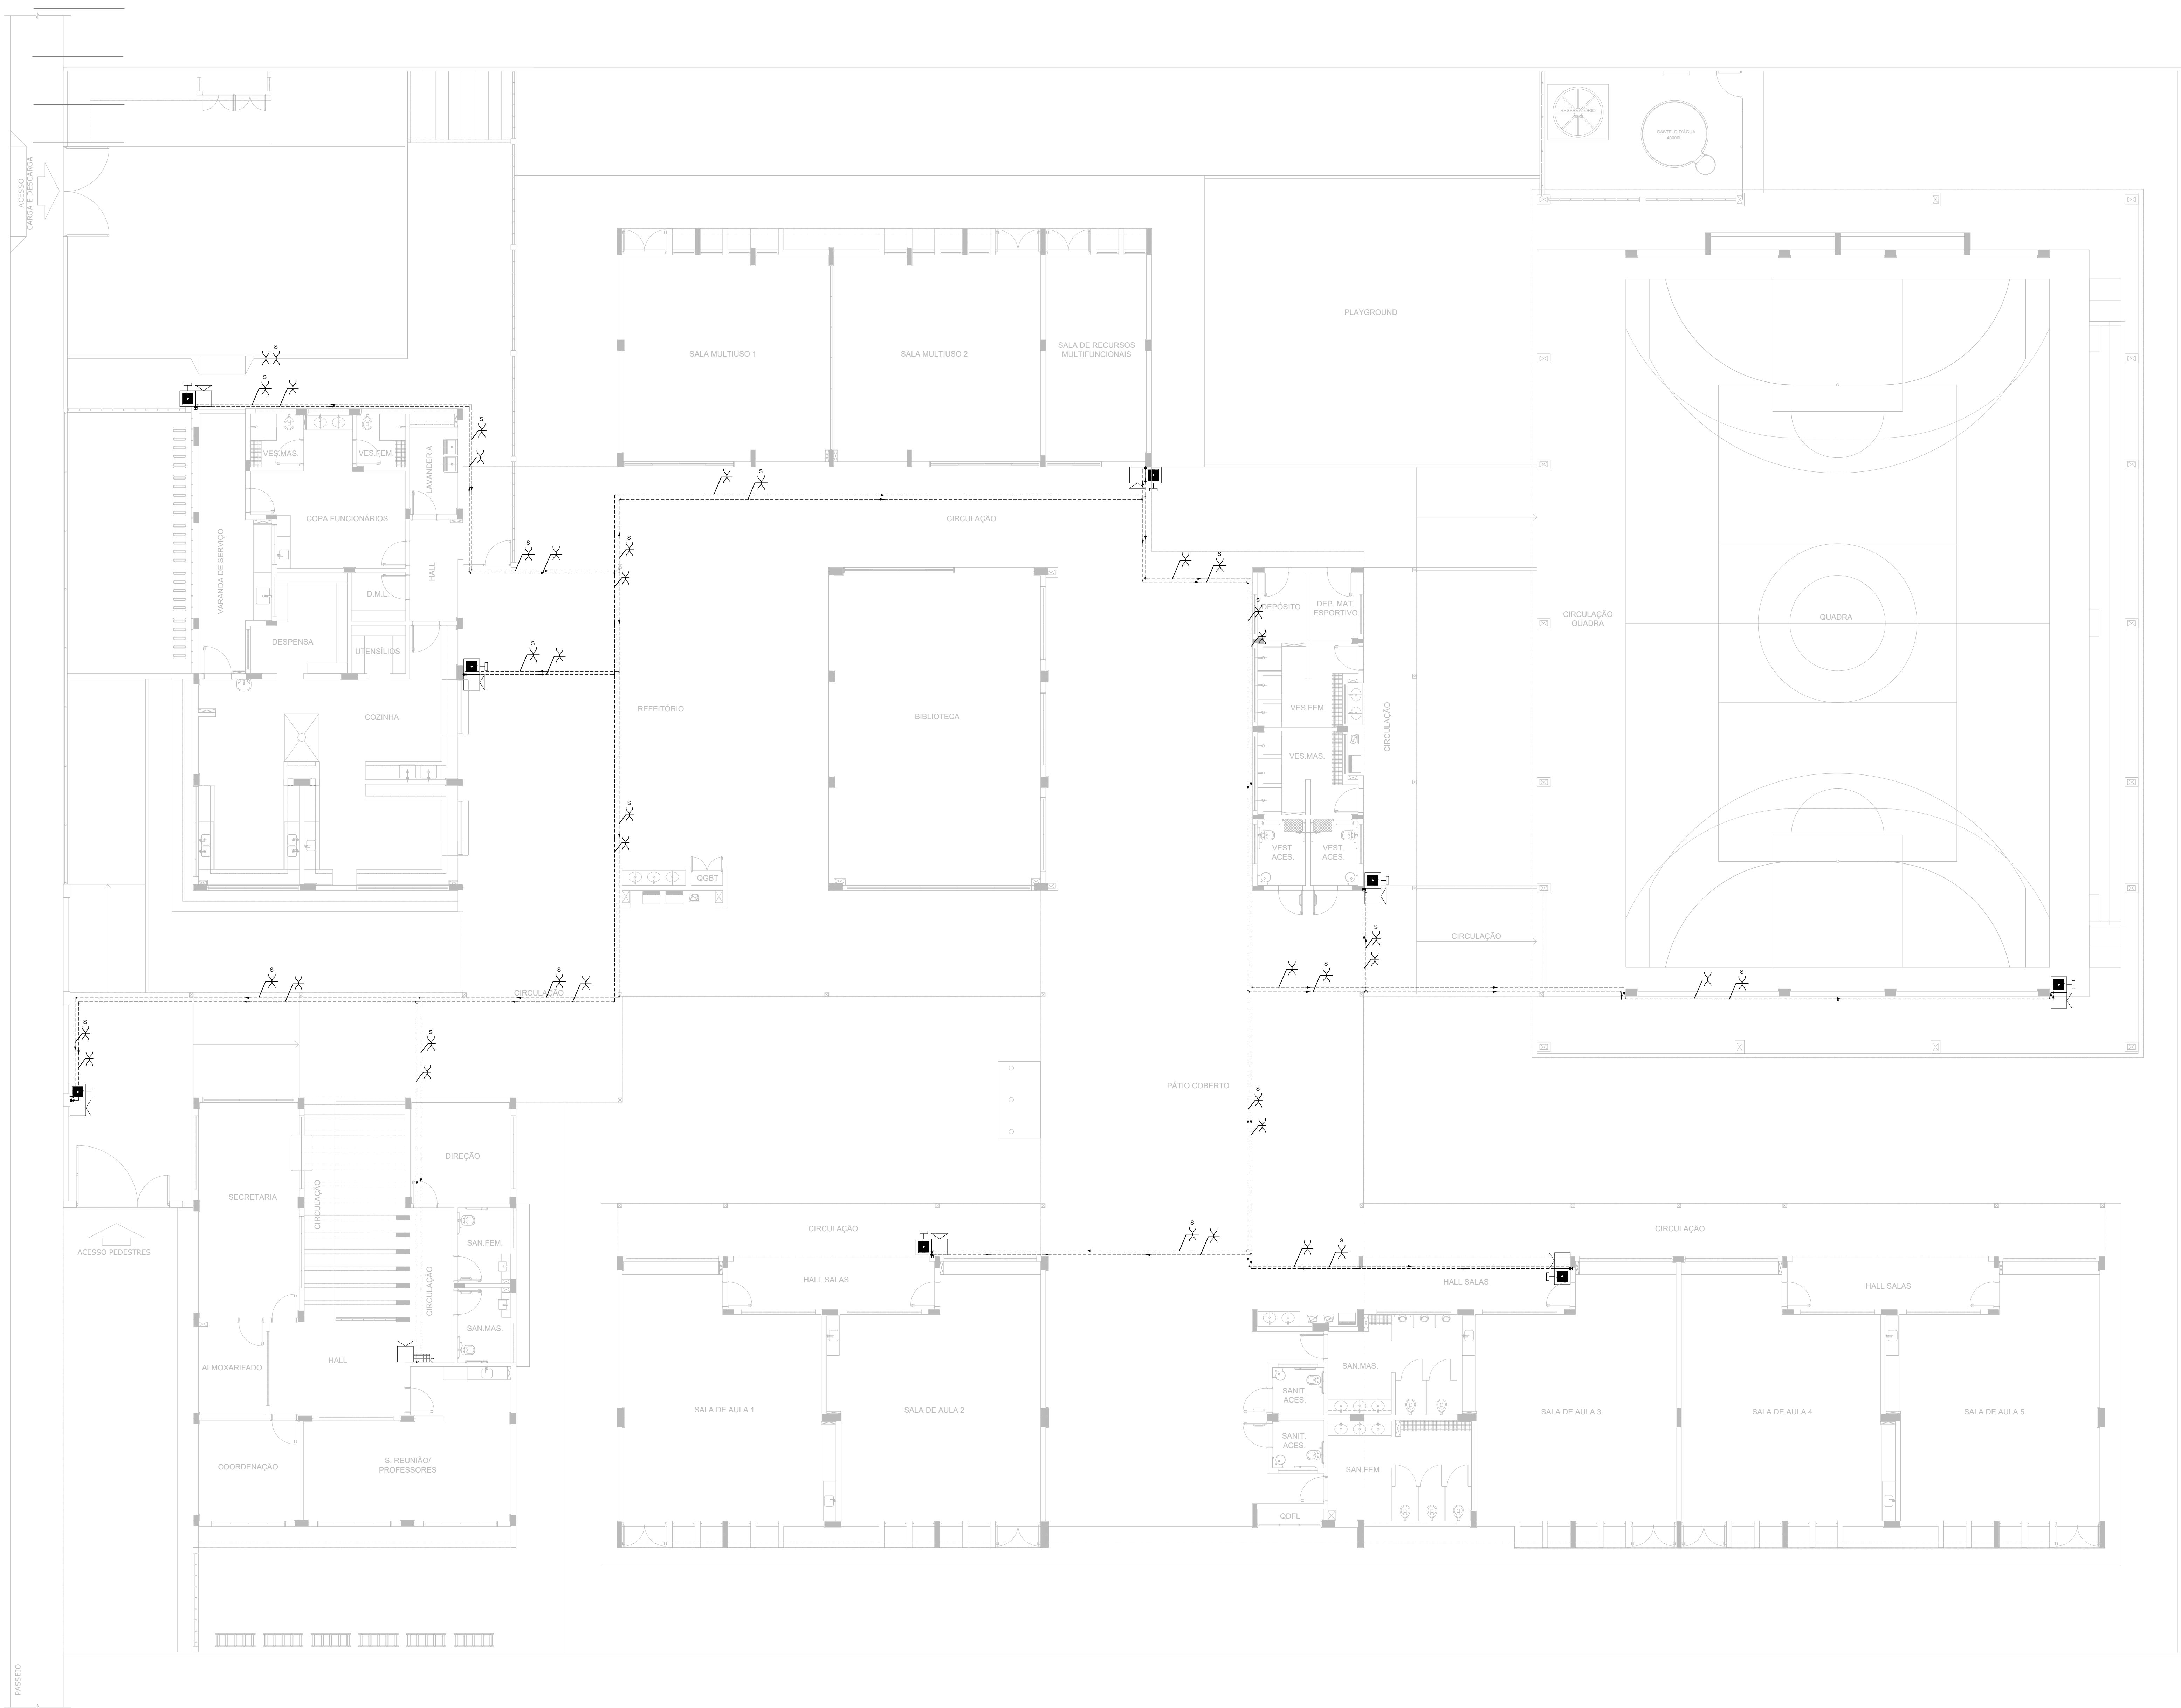 ACESSO
CARGA E DESCARGA
CASTELO D'ÁGUA
PLAYGROUND
SALA MULTIUSO 1
SALA MULTIUSO 2
SALA DE RECURSOS
MULTIFUNCIONAIS
S
S
S
VES.MAS.
VES.FEM.
LAVANDERIA
S
S
COPA FUNCIONÁRIOS
CIRCULAÇÃO
VARANDA DE SERVIÇO
HALL
S
S
S
D.M.L.
DEPÓSITO
DEP. MAT.
ESPORTIVO
S
CIRCULAÇÃO
QUADRA
QUADRA
DESPENSA
UTENSÍLIOS
S
COZINHA
REFEITÓRIO
BIBLIOTECA
VES.FEM.
CIRCULAÇÃO
VES.MAS.
S
VEST.
ACES.
VEST.
ACES.
QGBT
CIRCULAÇÃO
S
S
S
S
S
CIRCULAÇÃO
S
S
PÁTIO COBERTO
S
DIREÇÃO
SECRETARIA
CIRCULAÇÃO
ACESSO PEDESTRES
SAN.FEM.
CIRCULAÇÃO
CIRCULAÇÃO
S
S
CIRCULAÇÃO
HALL SALAS
HALL SALAS
HALL SALAS
SAN.MAS.
ALMOXARIFADO
HALL
SAN.MAS.
SANIT.
ACES.
SALA DE AULA 1
SALA DE AULA 2
SALA DE AULA 3
SALA DE AULA 4
SALA DE AULA 5
SANIT.
ACES.
COORDENAÇÃO
S. REUNIÃO/
PROFESSORES
SAN.FEM.
QDFL
PASSEIO